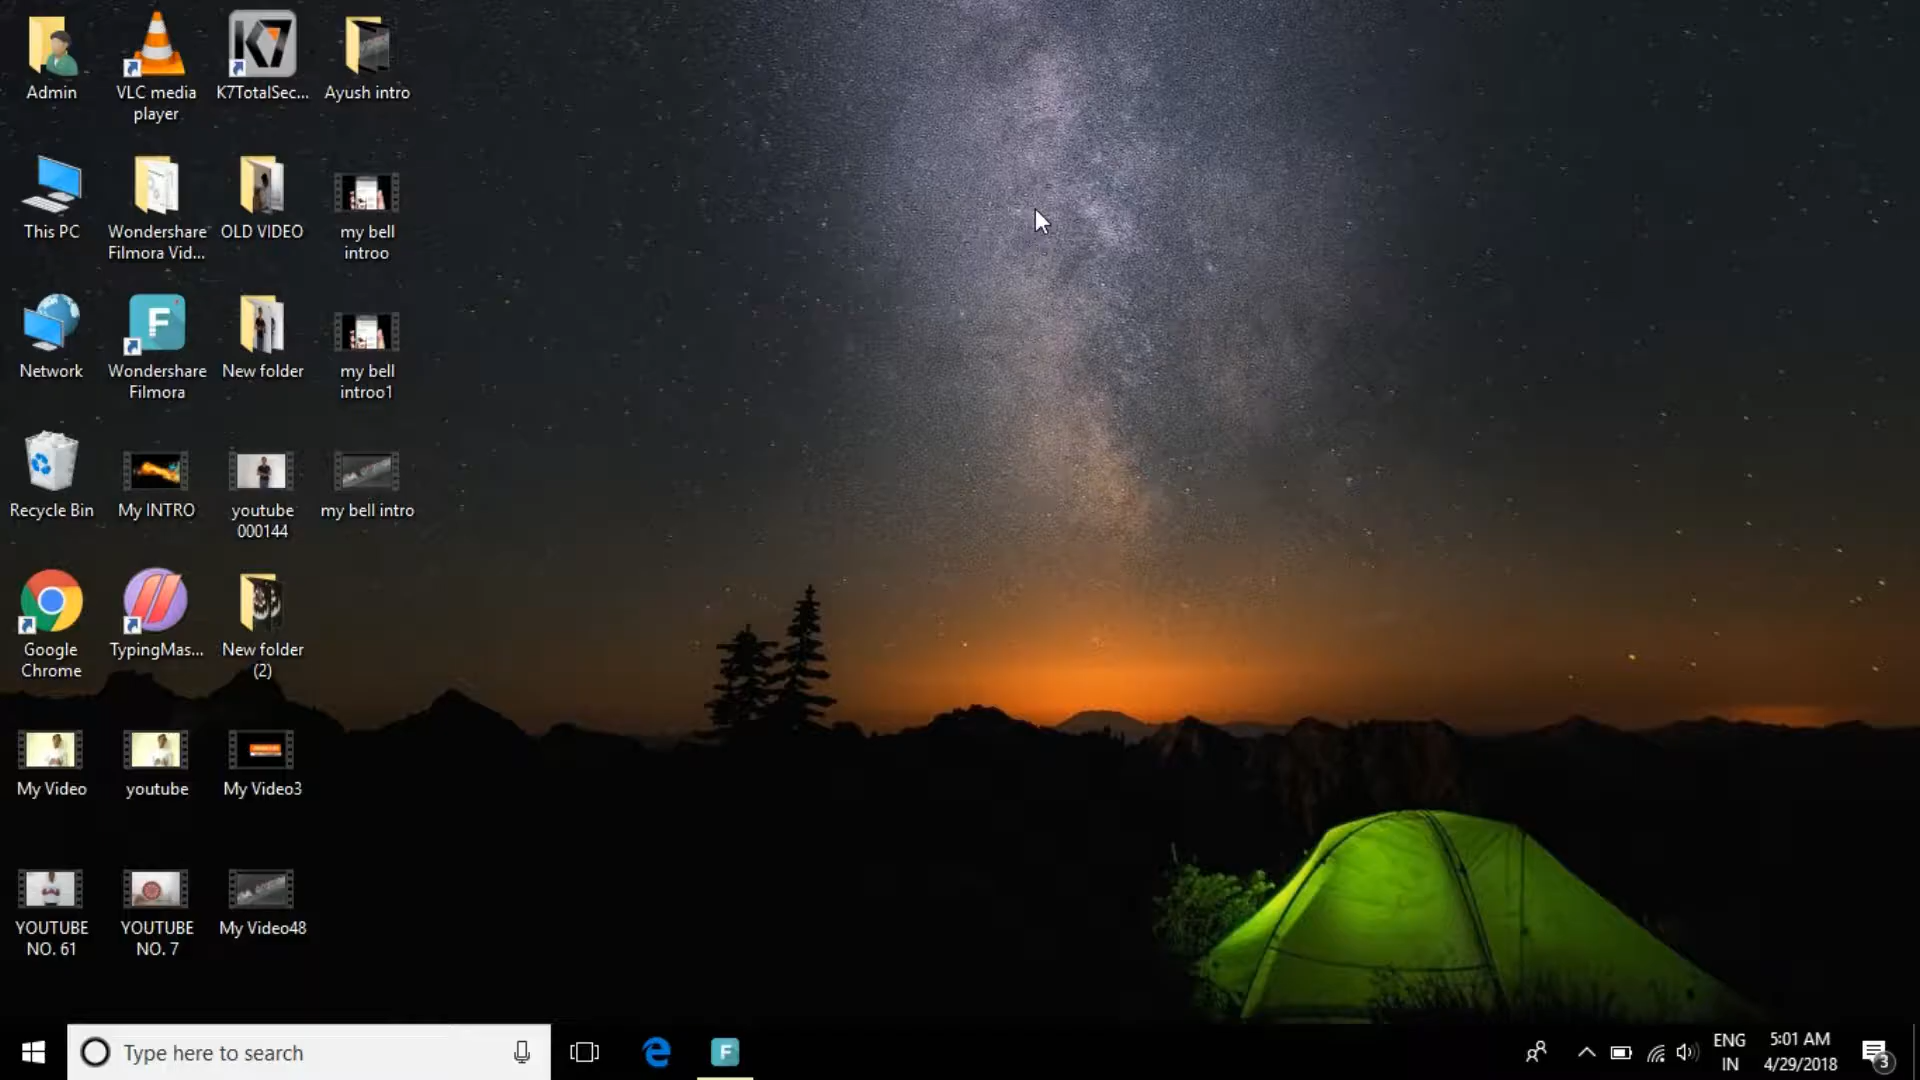 Admin
VLC media
player
K7TotalSec...
Ayush intro
This PC
Wondershare
Filmora Vid...
OLD VIDEO
my bell
introo
Network
Wondershare
Filmora
New folder
my bell
introo1
Recycle Bin
My INTRO
youtube
000144
my bell intro
Google
Chrome
TypingMas...
New folder
(2)
My Video
youtube
My Video3
YOUTUBE
NO. 61
YOUTUBE
NO. 7
My Video48
Type here to search
ENG
IN
5:01 AM
4/29/2018
3